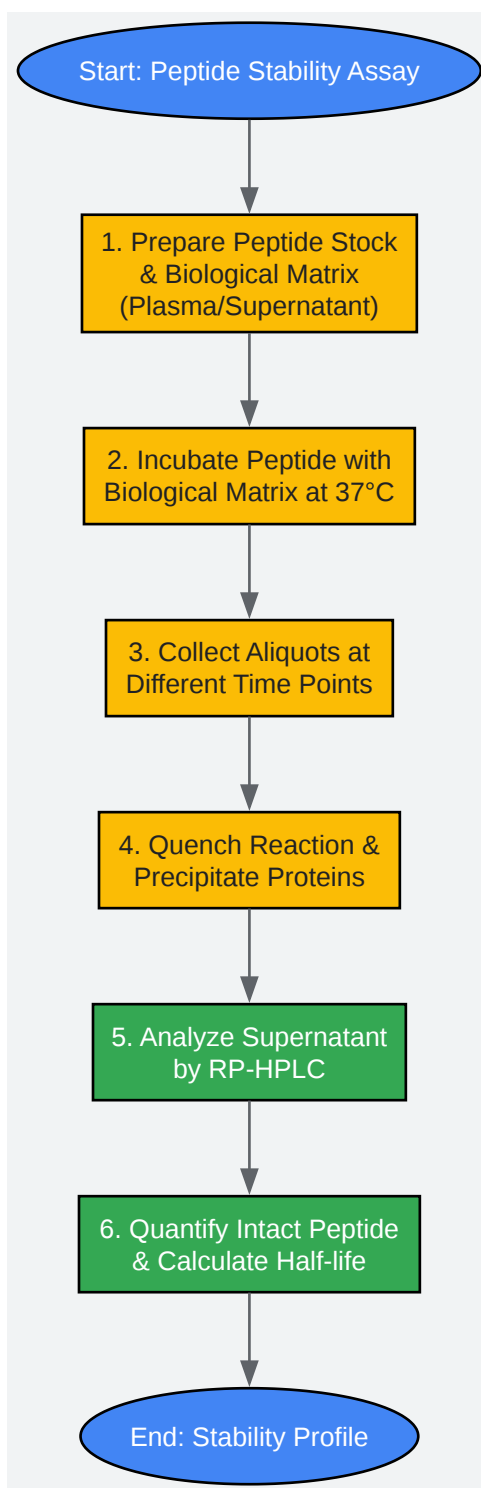 Start: Peptide Stability Assay
1. Prepare Peptide Stock
& Biological Matrix
(Plasma/Supernatant)
2. Incubate Peptide with
Biological Matrix at 37°C
3. Collect Aliquots at
Different Time Points
4. Quench Reaction &
Precipitate Proteins
5. Analyze Supernatant
by RP-HPLC
6. Quantify Intact Peptide
& Calculate Half-life
End: Stability Profile